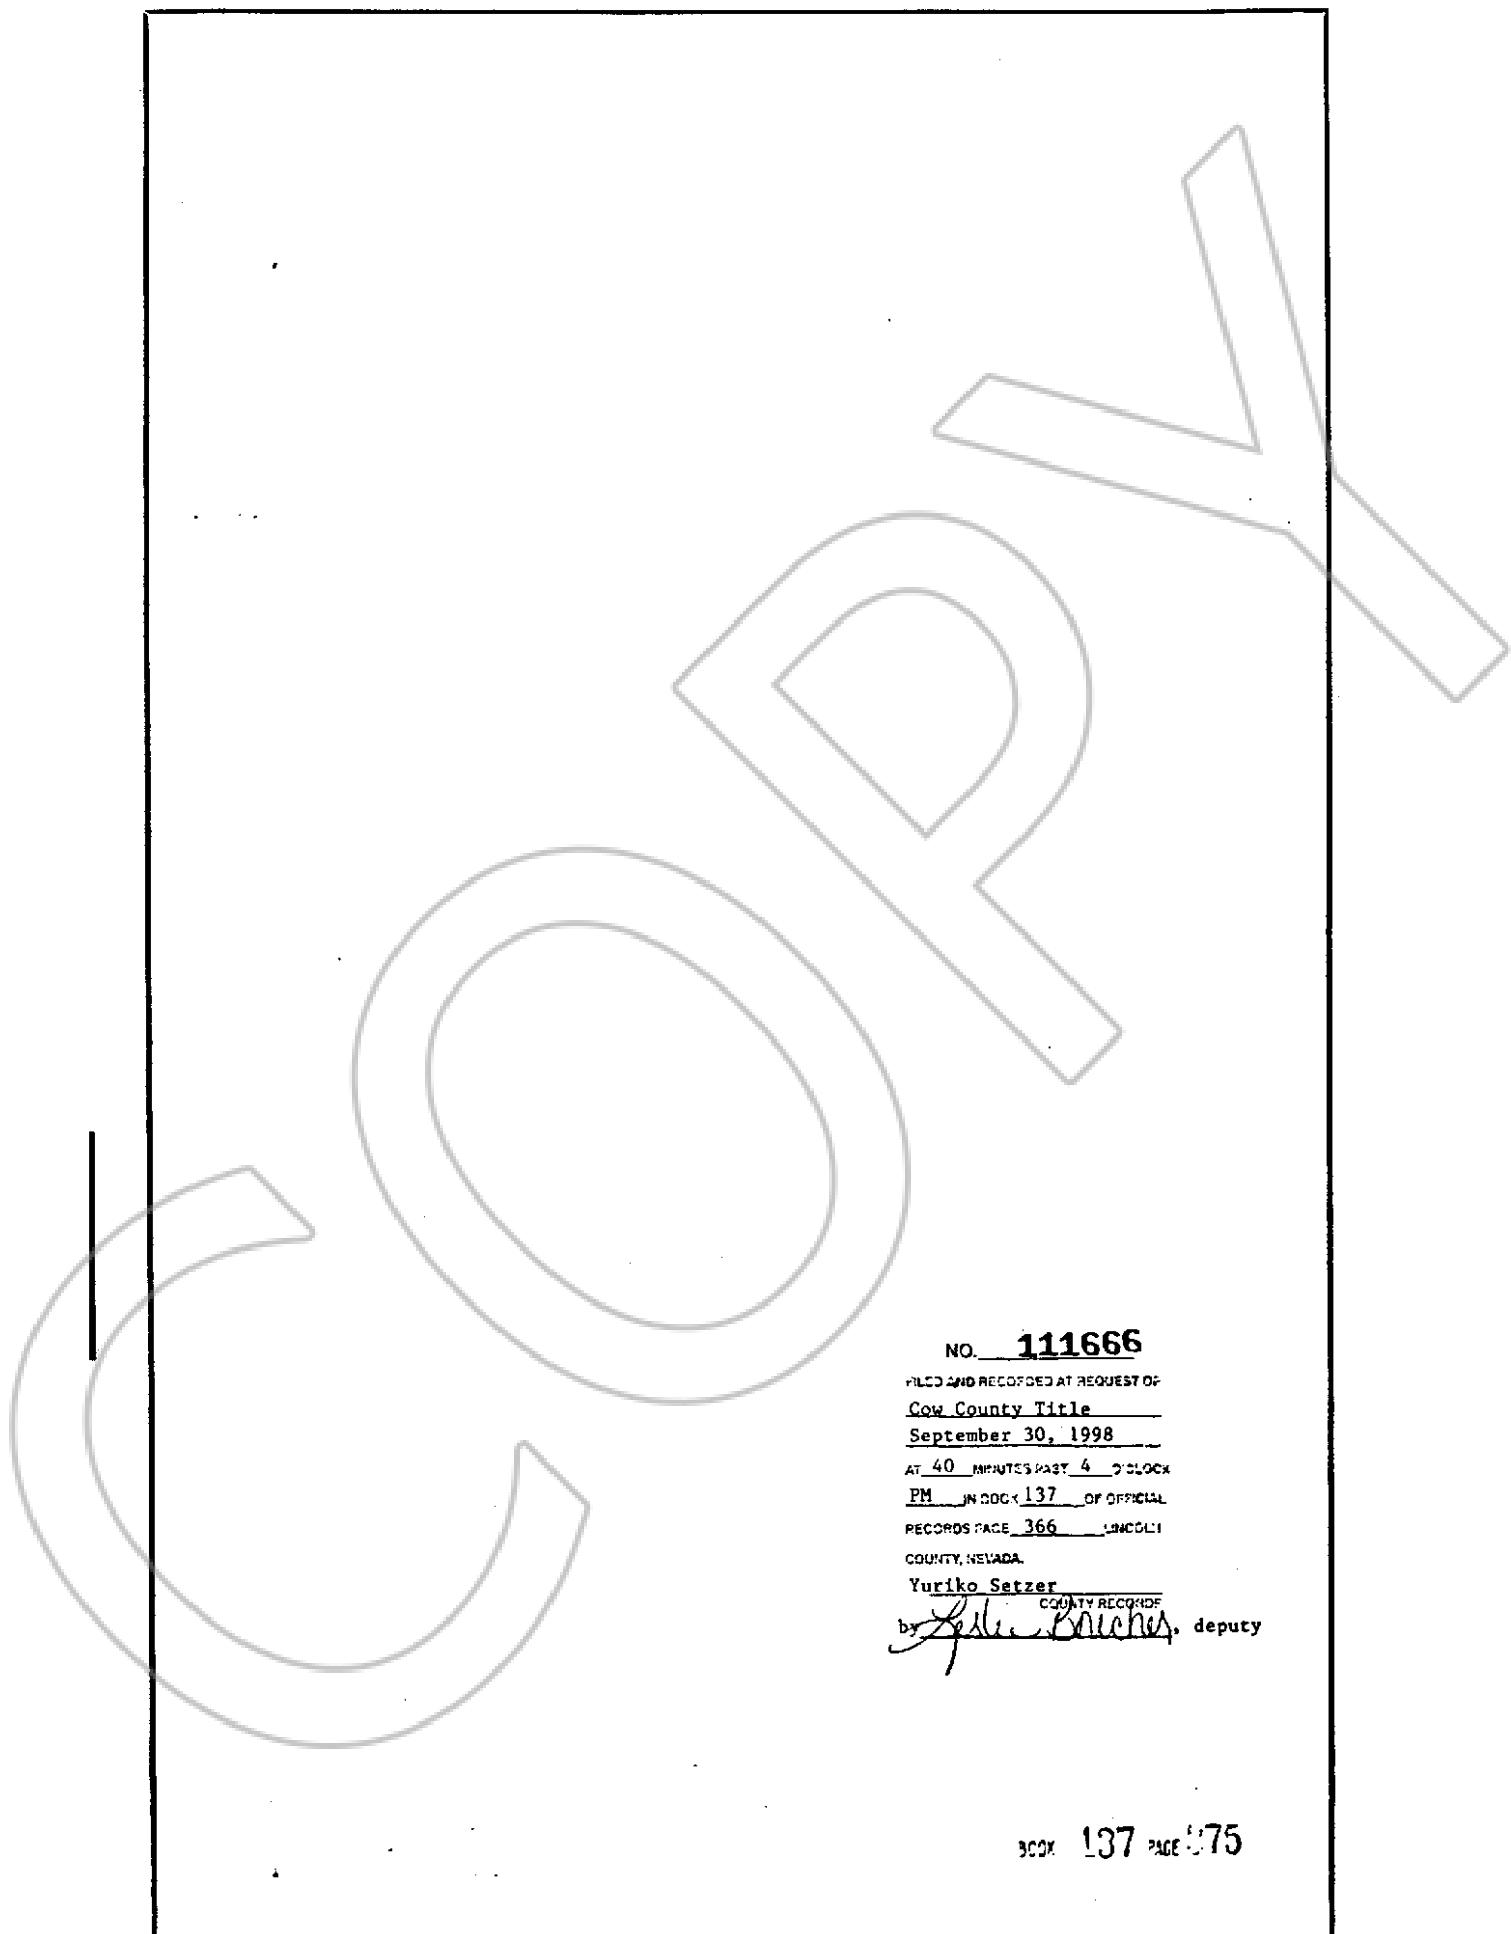 COPY
NO. 111666
FILED AND RECORDED AT REQUEST OF
Cow County Title
September 30, 1998
AT 40 MINUTES PAST 4 O'CLOCK
PM IN BOOK 137 OF OFFICIAL
RECORDS PAGE 366 LINCOLN
COUNTY, NEVADA.
Yuriko Setzer
COUNTY RECORDE
by Leslie Boucher, deputy
BOOK 137 PAGE 375